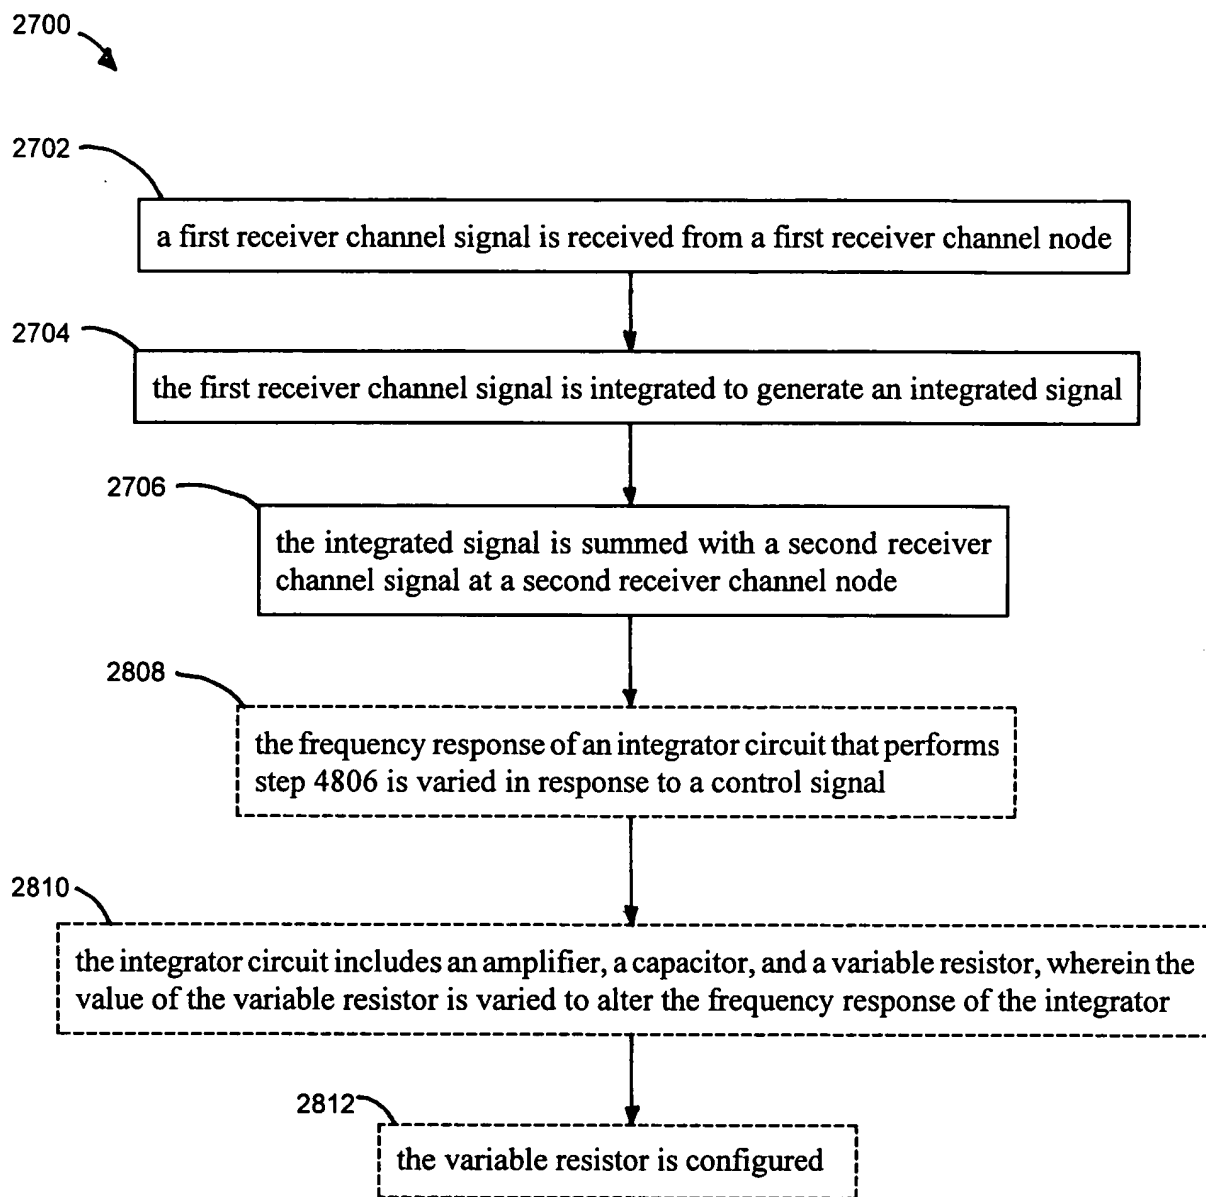 2700
2702
a first receiver channel signal is received from a first receiver channel node
2704
the first receiver channel signal is integrated to generate an integrated signal
2706
the integrated signal is summed with a second receiver
channel signal at a second receiver channel node
2808
the frequency response of an integrator circuit that performs
step 4806 is varied in response to a control signal
2810
the integrator circuit includes an amplifier, a capacitor, and a variable resistor, wherein the
value of the variable resistor is varied to alter the frequency response of the integrator
2812
the variable resistor is configured